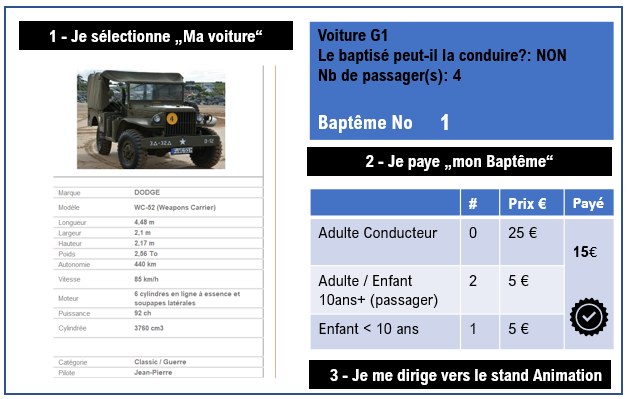 1 - Je sélectionne „Ma voiture“
Marque DODGE
Modèle WC-52 (Weapons Carrier)
Longueur 4,48 m
Largeur 2,1 m
Hauteur 2,17 m
Poids 2,56 To
Autonomie 440 km
Vitesse 85 km/h
Moteur 6 cylindres en ligne à essence et
soupapes latérales
Puissance 92 ch
Cylindrée 3760 cm3
Catégorie Classic / Guerre
Pilote Jean-Pierre
Voiture G1
Le baptisé peut-il la conduire?: NON
Nb de passager(s): 4
Baptême No 1
2 - Je paye „mon Baptême“
# Prix € Payé
Adulte Conducteur 0 25 €
15€
Adulte / Enfant 2 5 €
10ans+ (passager)
Enfant < 10 ans 1 5 €
3 - Je me dirige vers le stand Animation